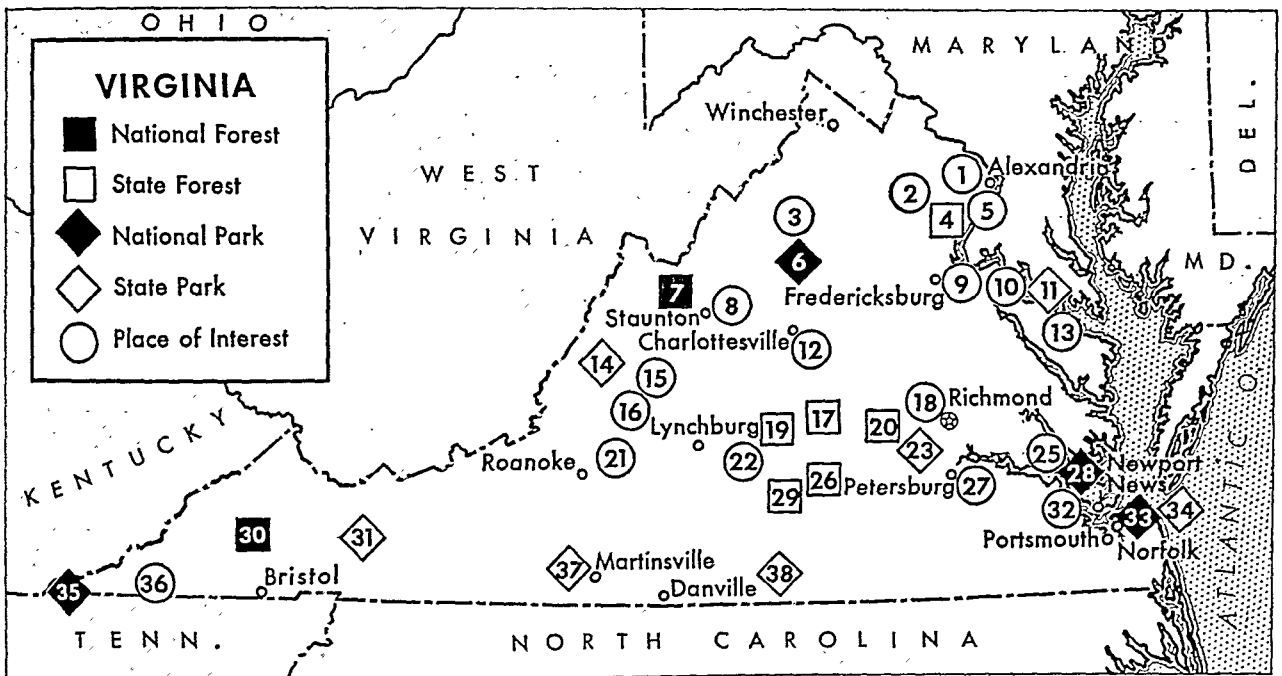 OHIO
MARYLAND
DEL.
VIRGINIA
National Forest
State Forest
National Park
State Park
Place of Interest
WEST
VIRGINIA
Winchester
1
Alexandria
2
3
4
5
6
MD.
7
Fredericksburg
9
10
11
Staunton
8
Charlottesville
12
13
14
15
16
18
Richmond
Lynchburg
19
17
20
KENTUCKY
Roanoke
21
22
23
25
28
Newport
News
29
26
Petersburg
27
32
33
34
30
31
Portsmouth
Norfolk
ATLANTIC O.
35
36
Bristol
37
Martinsville
Danville
38
TENN.
NORTH CAROLINA